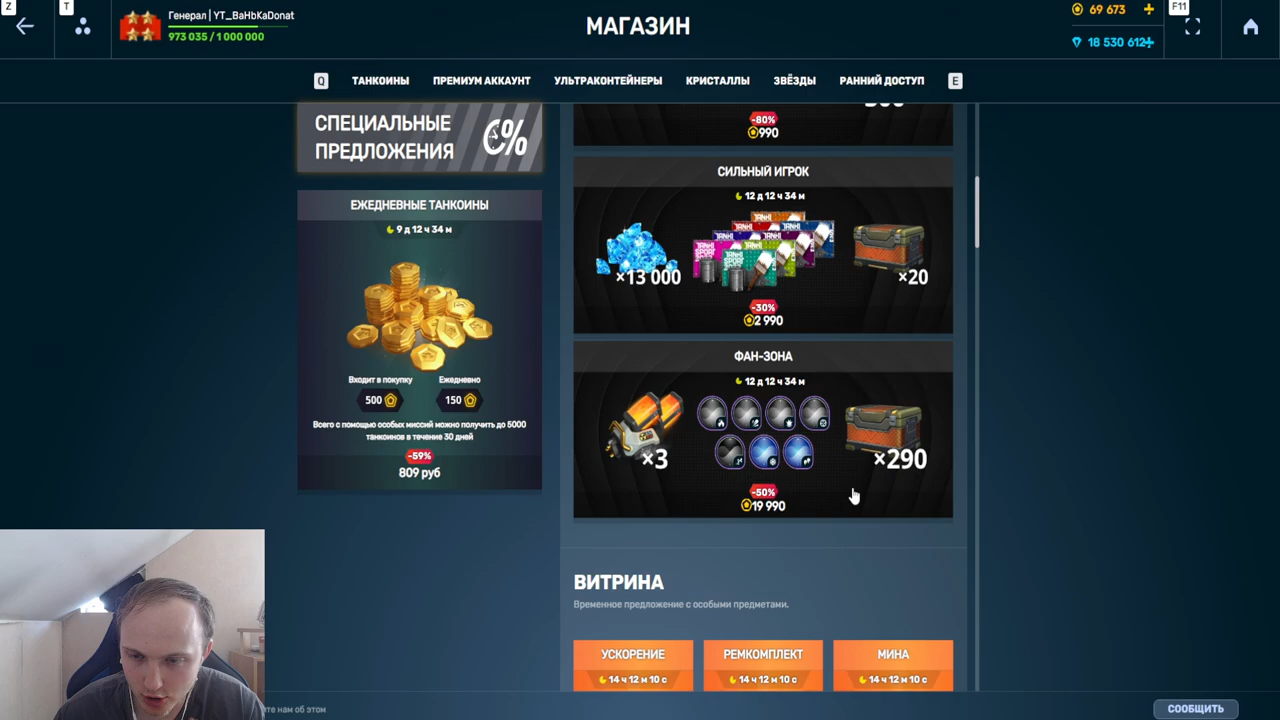 Z
T
Генерал | YT_BaHbKaDonat
973 035 / 1 000 000
МАГАЗИН
69 673
18 530 612
F11
Q
ТАНКОИНЫ
ПРЕМИУМ АККАУНТ
УЛЬТРАКОНТЕЙНЕРЫ
КРИСТАЛЛЫ
ЗВЁЗДЫ
РАННИЙ ДОСТУП
E
СПЕЦИАЛЬНЫЕ
ПРЕДЛОЖЕНИЯ
%
ЕЖЕДНЕВНЫЕ ТАНКОИНЫ
9 д 12 ч 34 м
Входит в покупку
Ежедневно
500
150
Всего с помощью особых миссий можно получить до 5000
танкоинов в течение 30 дней
-59%
809 руб
-80%
990
СИЛЬНЫЙ ИГРОК
12 д 12 ч 34 м
×13 000
×20
-30%
2 990
ФАН-ЗОНА
12 д 12 ч 34 м
×3
×290
-50%
19 990
ВИТРИНА
Временное предложение с особыми предметами.
УСКОРЕНИЕ
14 ч 12 м 10 с
РЕМКОМПЛЕКТ
14 ч 12 м 10 с
МИНА
14 ч 12 м 10 с
те нам об этом
СООБЩИТЬ